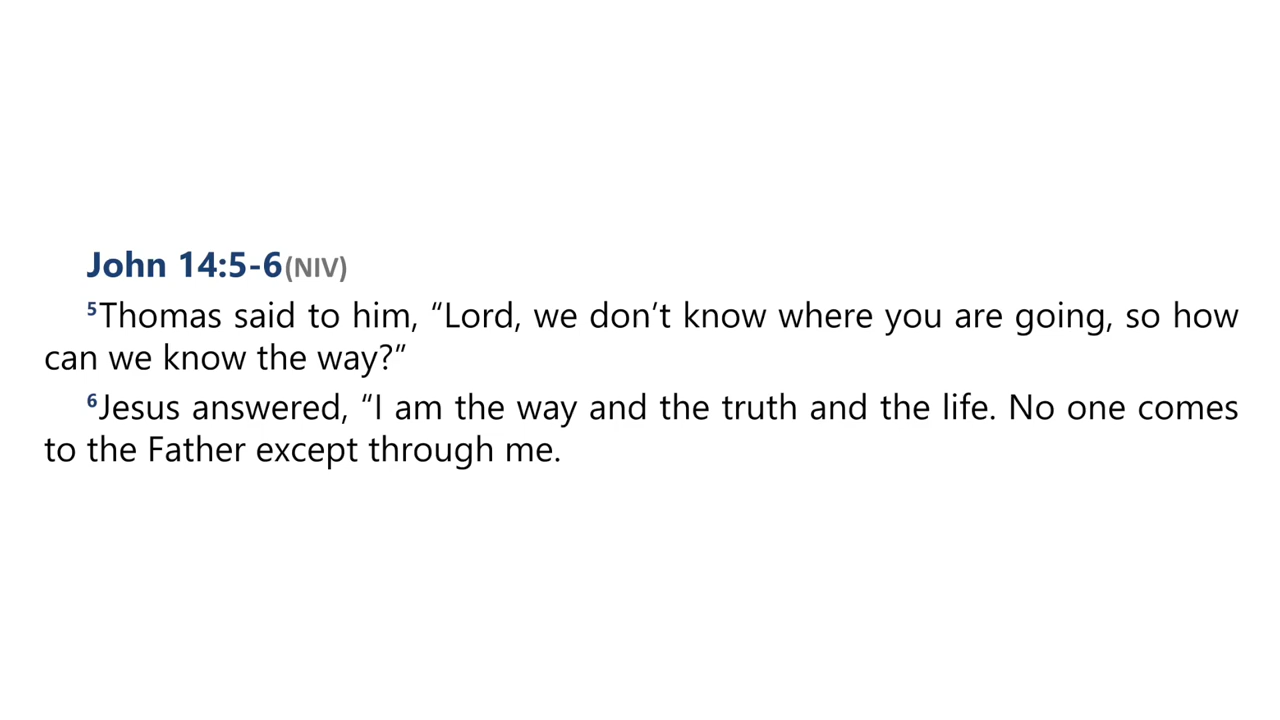 John 14:5-6(NIV)
5Thomas said to him, “Lord, we don’t know where you are going, so how
can we know the way?”
6Jesus answered, “I am the way and the truth and the life. No one comes
to the Father except through me.